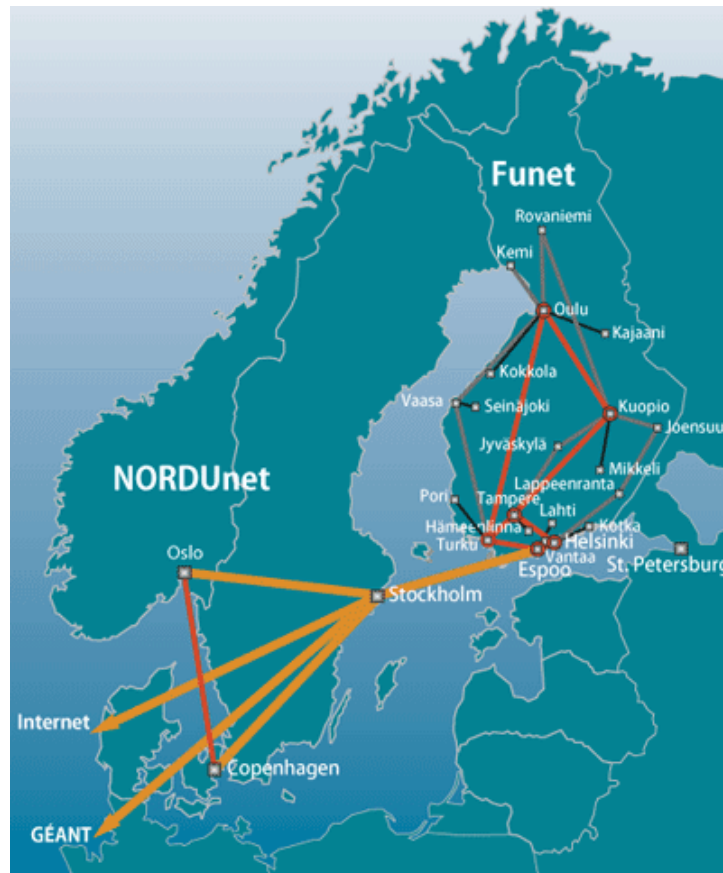 Funet
Rovaniemi
Kemi
Oulu
Kajaani
Kokkola
Vaasa
Seinäjoki
Kuopio
Joensuu
Jyväskylä
Mikkeli
Lappeenranta
NORDUnet
Pori
Tampere
Lahti
Hämeenlinna
Kotka
Turku
Helsinki
Vantaa
Espoo
St. Petersburg
Oslo
Stockholm
Internet
Copenhagen
GÉANT